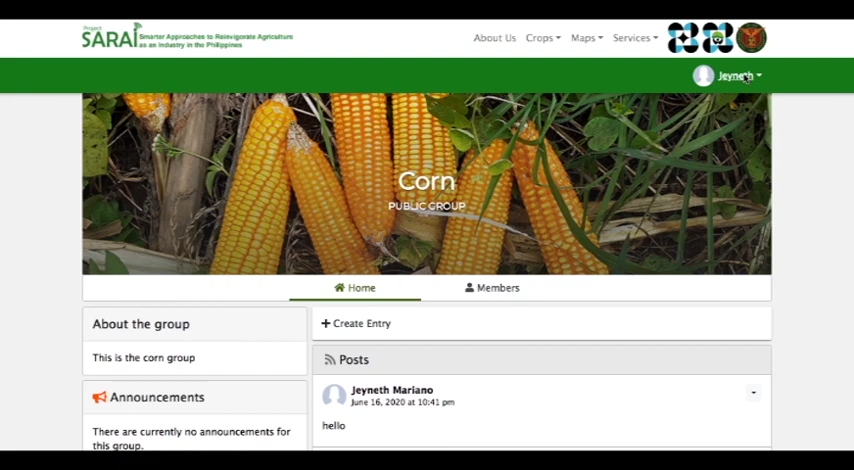 Project
SARAI
Smarter Approaches to Reinvigorate Agriculture
as an Industry in the Philippines
About Us Crops Maps Services
Jeyneth
Corn
PUBLIC GROUP
Home Members
About the group
This is the corn group
Announcements
There are currently no announcements for
this group.
+ Create Entry
Posts
Jeyneth Mariano
June 16, 2020 at 10:41 pm
hello